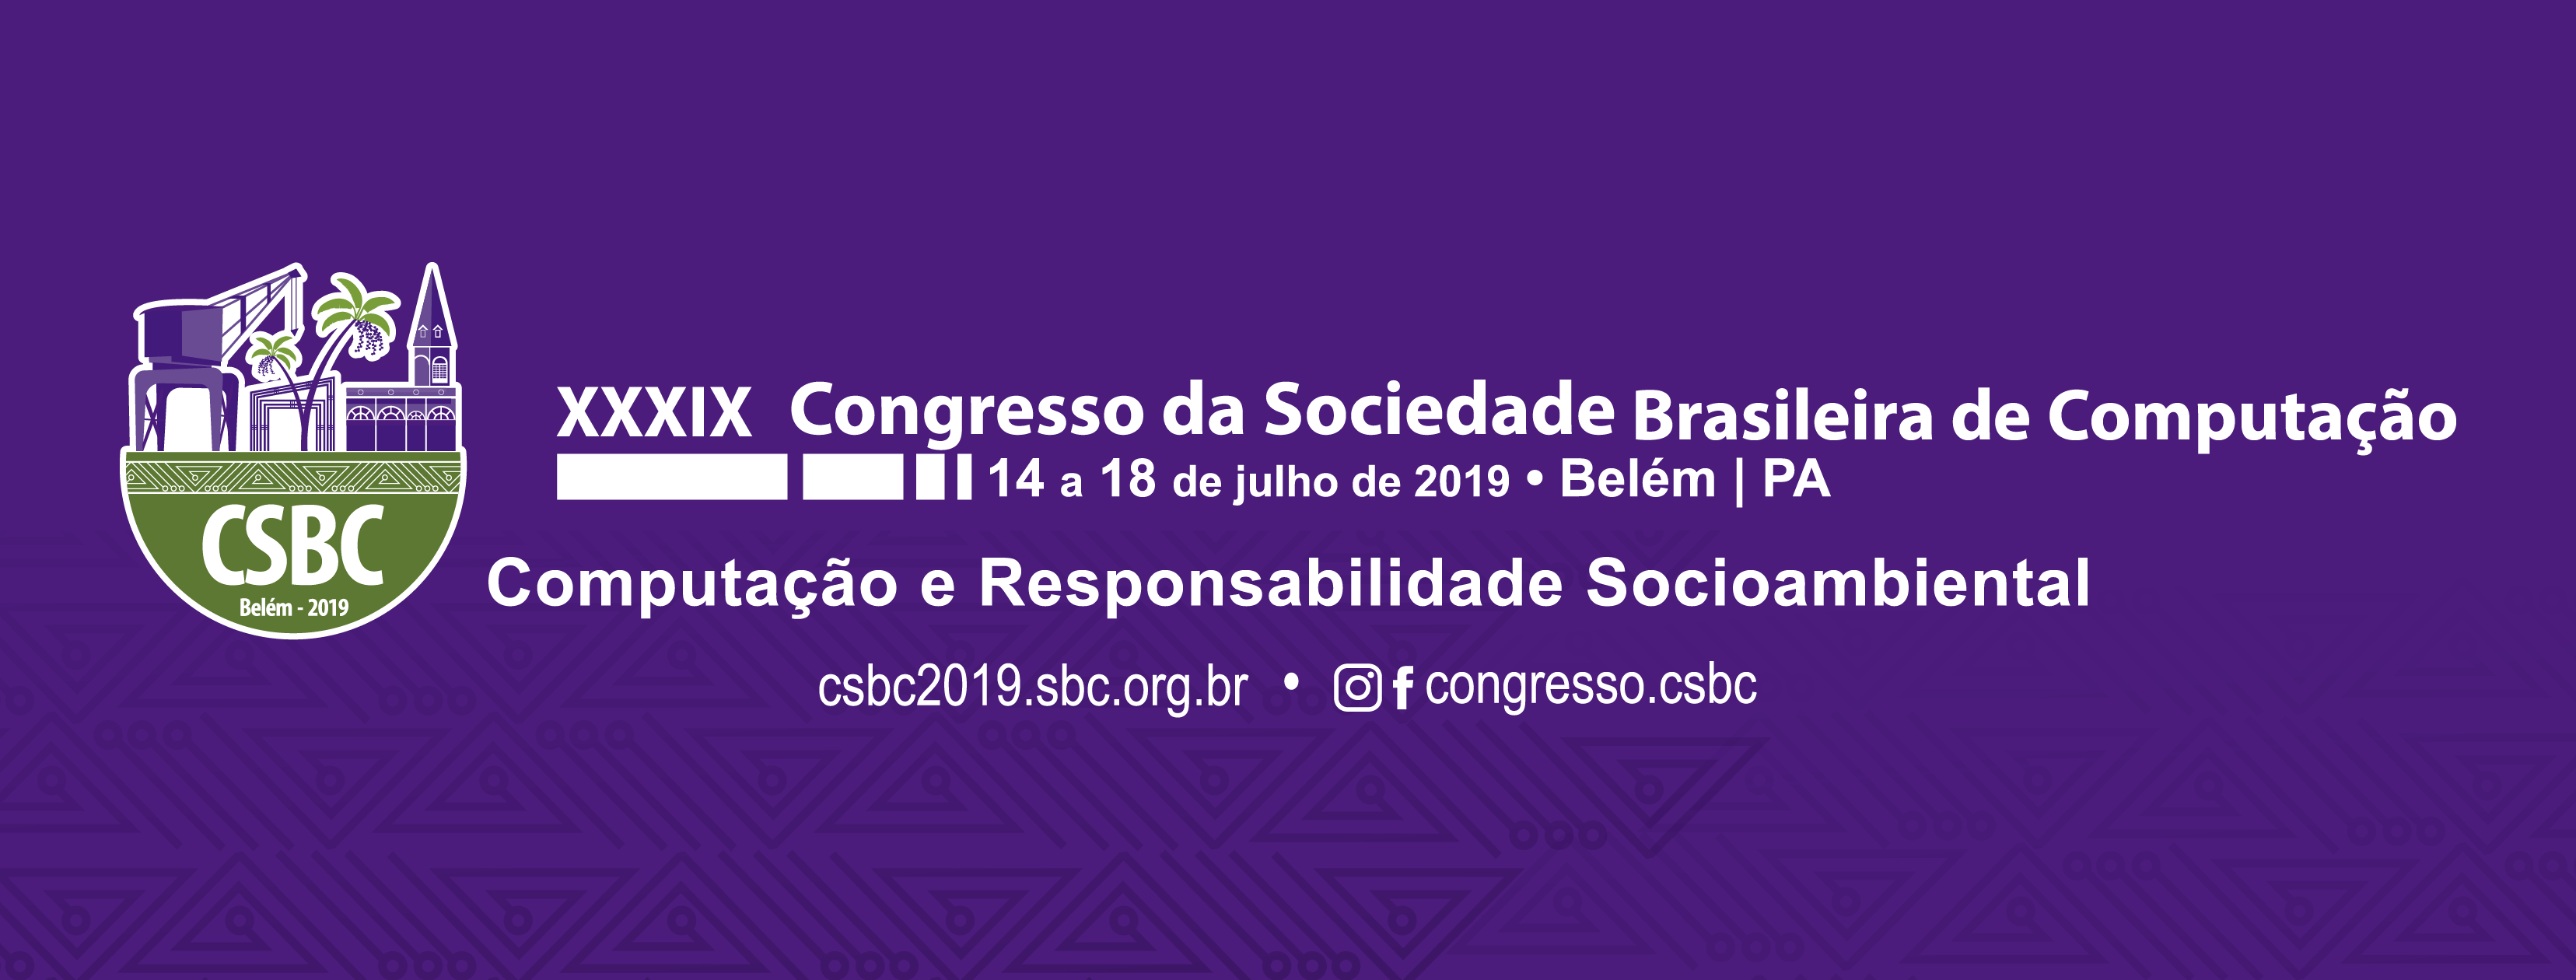 CSBC
Belém - 2019
XXXIX Congresso da Sociedade Brasileira de Computação
14 a 18 de julho de 2019 • Belém | PA
Computação e Responsabilidade Socioambiental
csbc2019.sbc.org.br • congresso.csbc